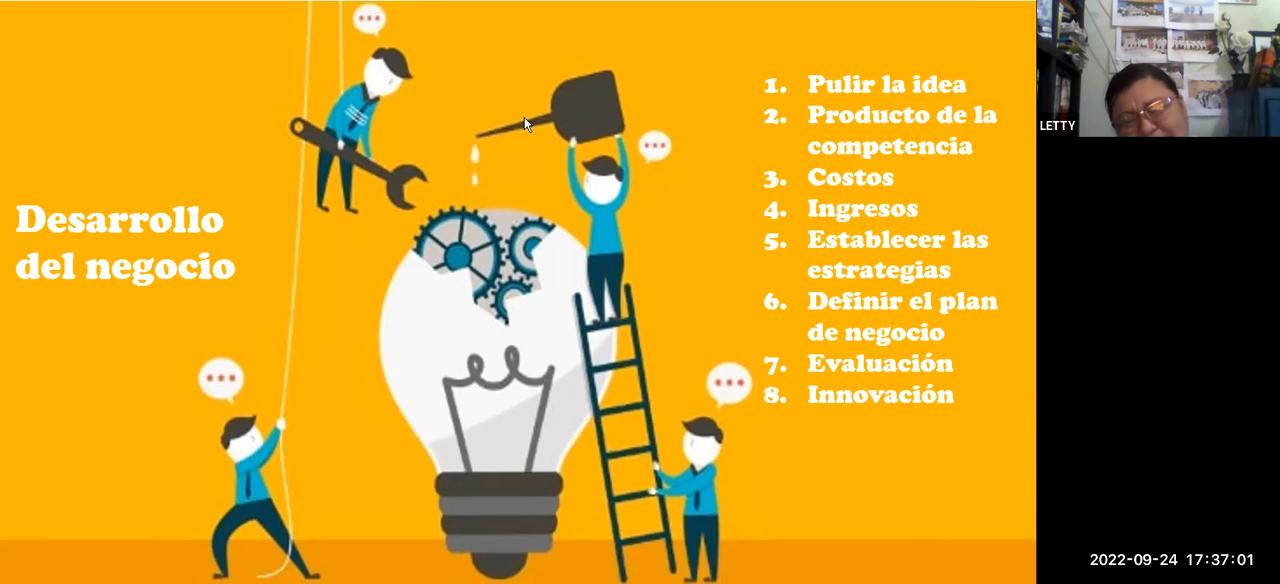 Desarrollo
del negocio
1. Pulir la idea
2. Producto de la
competencia
3. Costos
4. Ingresos
5. Establecer las
estrategias
6. Definir el plan
de negocio
7. Evaluación
8. Innovación
LETTY
2022-09-24 17:37:01